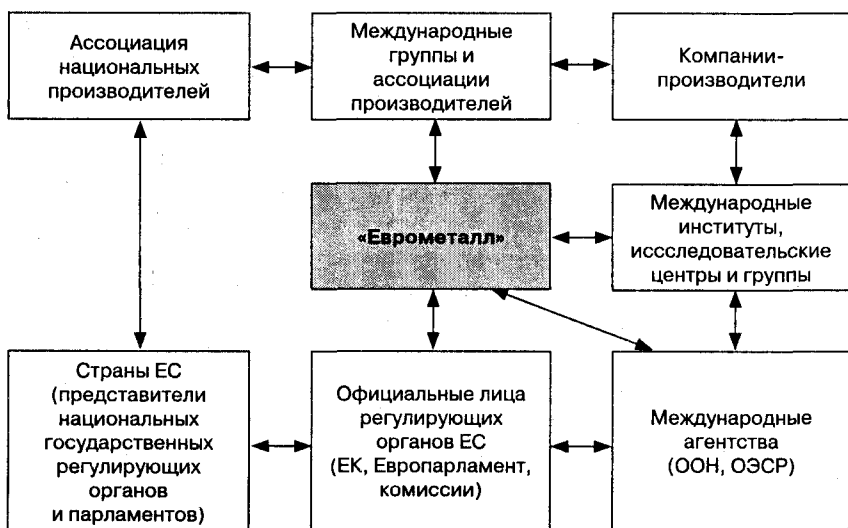 Ассоциация
национальных
производителей
Международные
группы и
ассоциации
производителей
Компании-
производители
«Еврометалл»
Международные
институты,
иссследовательские
центры и группы
Страны ЕС
(представители
национальных
государственных
регулирующих
органов
и парламентов)
Официальные лица
регулирующих
органов ЕС
(ЕК, Европарламент,
комиссии)
Международные
агентства
(ООН, ОЭСР)